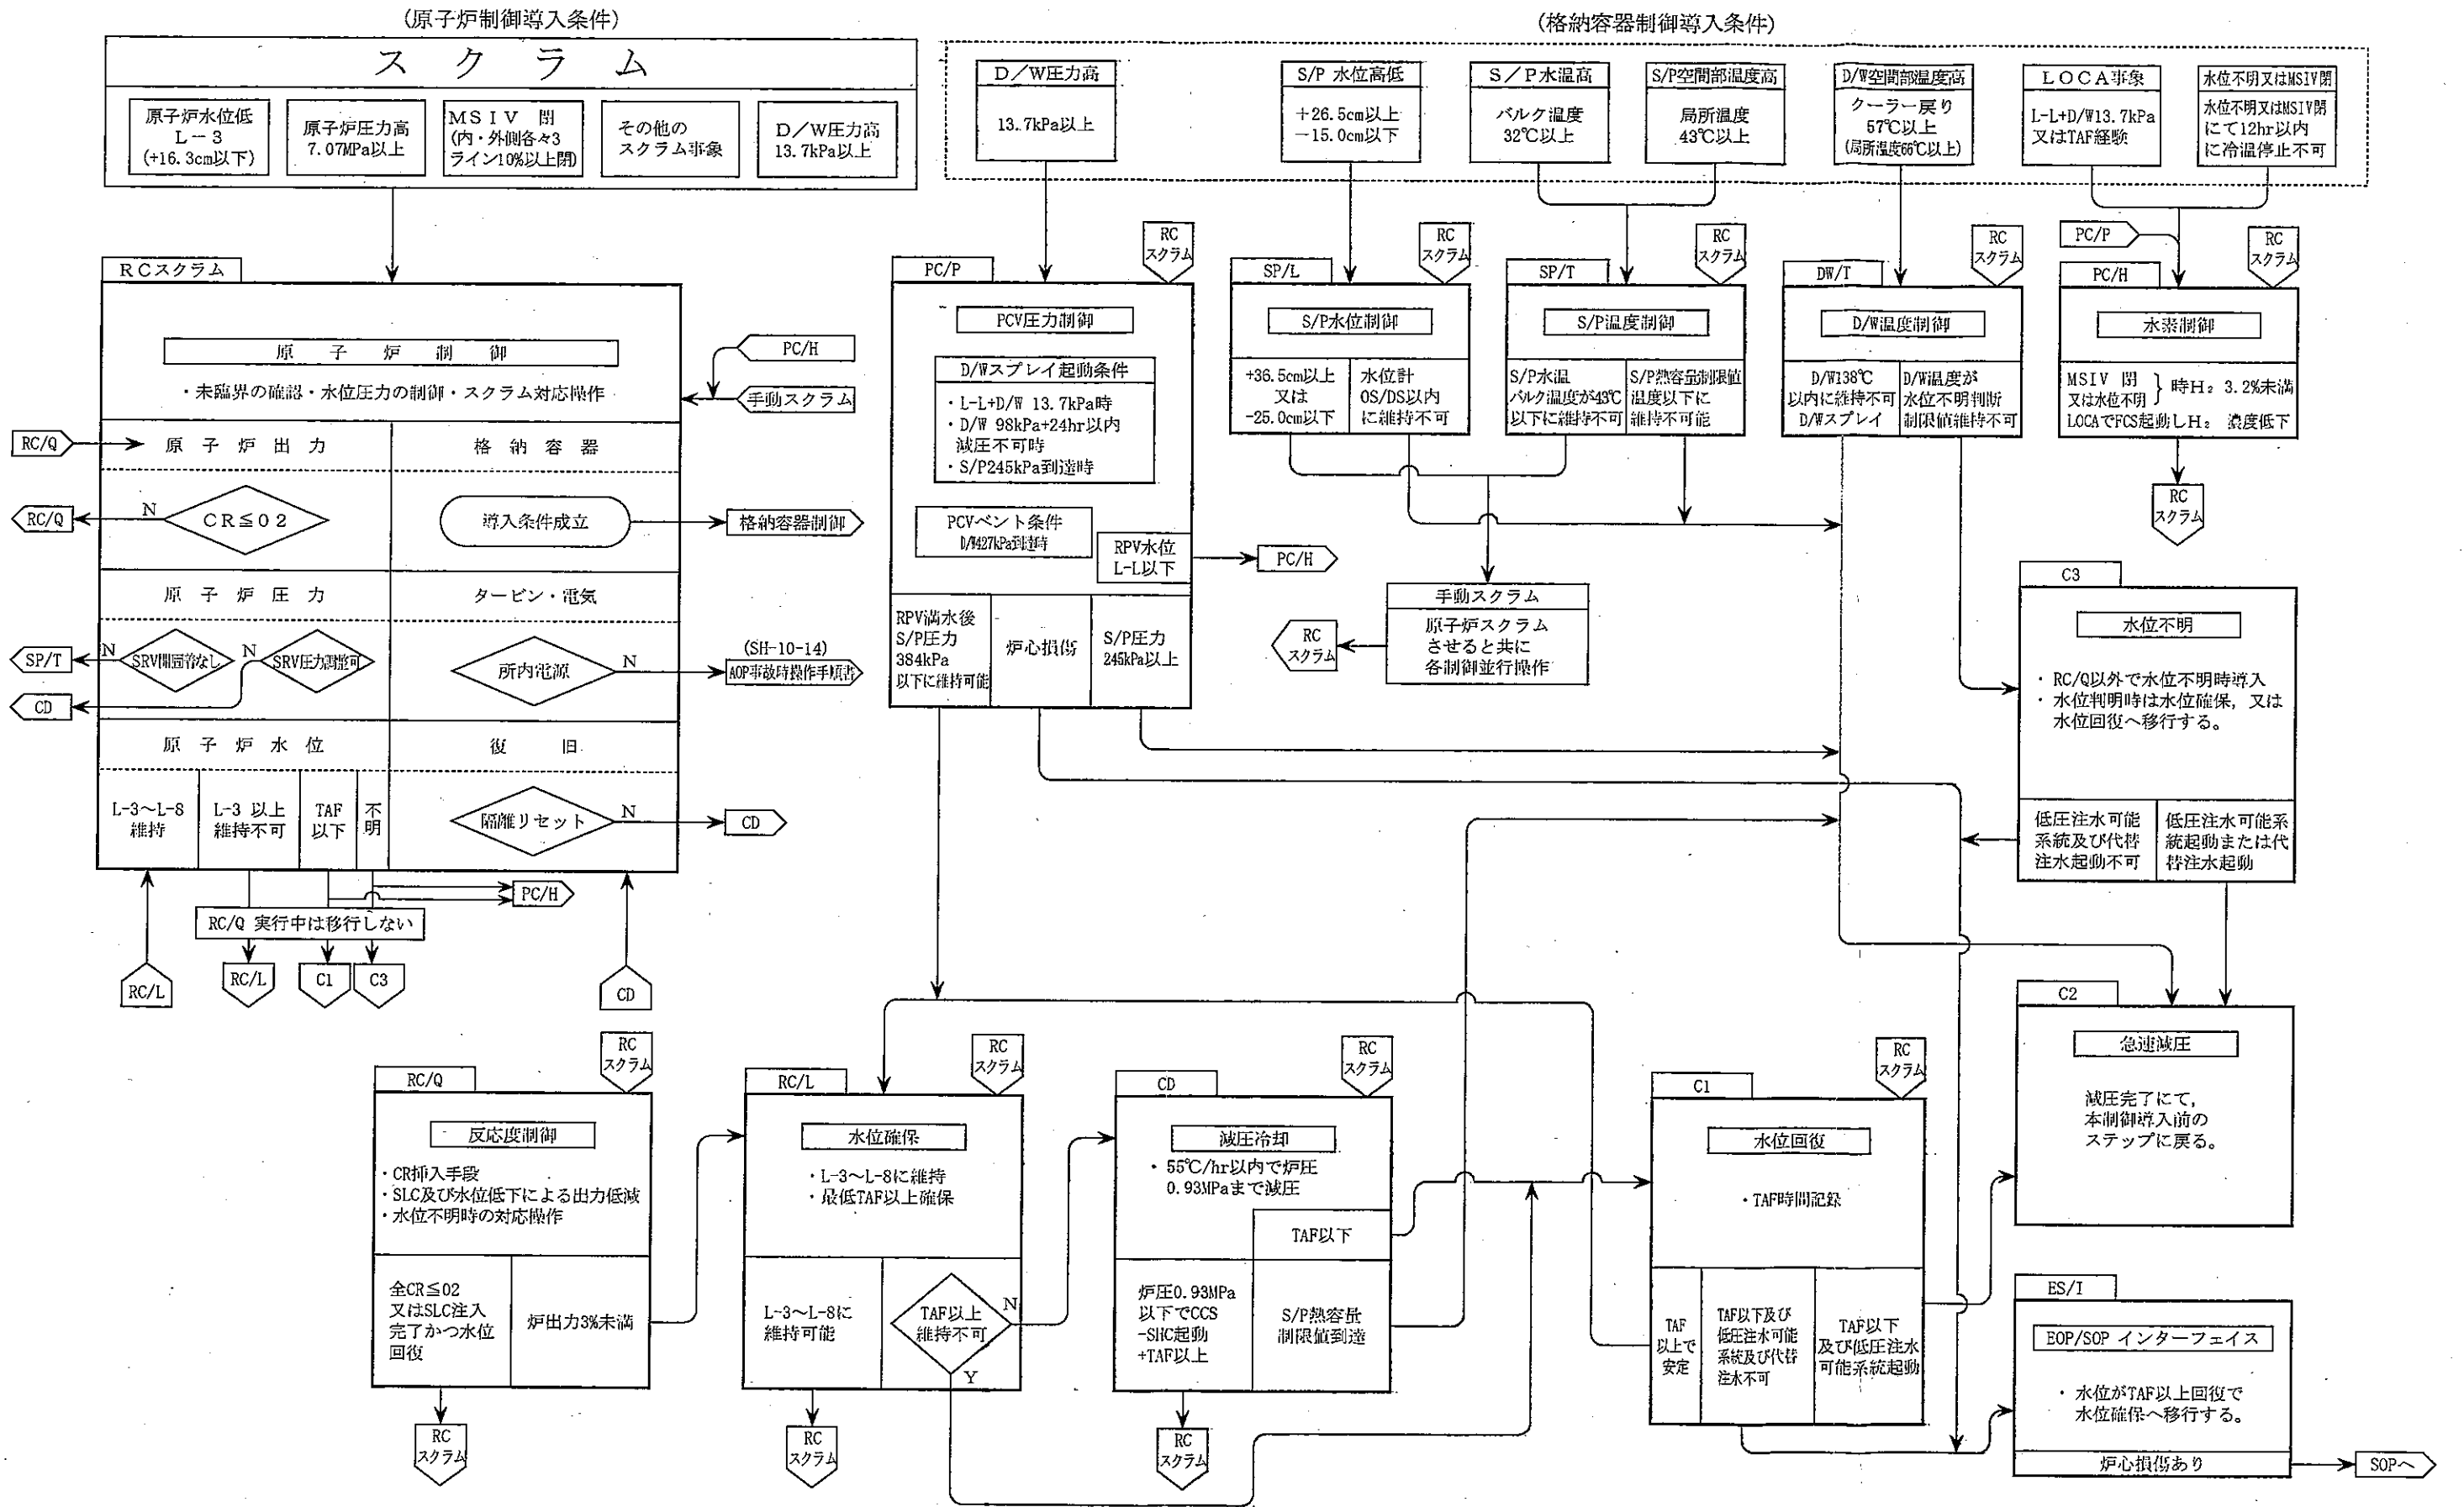 (原子炉制御導入条件)
スクラム
原子炉水位低
L-3
(+16.3cm以下)
原子炉圧力高
7.07MPa以上
MSIV 閉
(内・外側各々3
ライン10%以上閉)
その他の
スクラム事象
D/W圧力高
13.7kPa以上
(格納容器制御導入条件)
D/W圧力高
13.7kPa以上
S/P 水位高低
+26.5cm以上
-15.0cm以下
S/P水温高
バルク温度
32℃以上
S/P空間部温度高
局所温度
43℃以上
D/W空間部温度高
クーラー戻り
57℃以上
(局所温度66℃以上)
LOCA事象
L-L+D/W13.7kPa
又はTAF経験
水位不明又はMSIV閉
水位不明又はMSIV閉
にて12hr以内
に冷温停止不可
RCスクラム
原子炉制御
・未臨界の確認・水位圧力の制御・スクラム対応操作
PC/H
手動スクラム
RC/Q
原子炉出力
格納容器
RC/Q
N
CR≦02
導入条件成立
格納容器制御
原子炉圧力
タービン・電気
SP/T
N
SRV開固着なし
N
SRV圧力調整可
CD
所内電源
N
(SH-10-14)
AOP事故時操作手順書
原子炉水位
復旧
L-3~L-8
維持
L-3 以上
維持不可
TAF
以下
不
明
隔離リセット
N
CD
PC/H
RC/Q 実行中は移行しない
RC/L
RC/L
C1
C3
CD
PC/P
RC
スクラム
PCV圧力制御
D/Wスプレイ起動条件
・L-L+D/W 13.7kPa時
・D/W 98kPa+24hr以内
減圧不可時
・S/P245kPa到達時
PCVベント条件
D/W427kPa到達時
RPV水位
L-L以下
PC/H
RPV満水後
S/P圧力
384kPa
以下に維持可能
炉心損傷
S/P圧力
245kPa以上
SP/L
RC
スクラム
S/P水位制御
+36.5cm以上
又は
-25.0cm以下
水位計
OS/DS以内
に維持不可
SP/T
RC
スクラム
S/P温度制御
S/P水温
バルク温度が43℃
以下に維持不可
S/P熱容量制限値
温度以下に
維持不可能
手動スクラム
原子炉スクラム
させると共に
各制御並行操作
RC
スクラム
DW/T
RC
スクラム
D/W温度制御
D/W138℃
以内に維持不可
D/Wスプレイ
D/W温度が
水位不明判断
制限値維持不可
PC/P
RC
スクラム
PC/H
水素制御
MSIV 閉
又は水位不明
}時H₂ 3.2%未満
LOCAでFCS起動しH₂ 濃度低下
RC
スクラム
C3
水位不明
・RC/Q以外で水位不明時導入
・水位判明時は水位確保, 又は
水位回復へ移行する。
低圧注水可能
系統及び代替
注水起動不可
低圧注水可能系
統起動または代
替注水起動
C2
急速減圧
減圧完了にて,
本制御導入前の
ステップに戻る。
RC/Q
RC
スクラム
反応度制御
・CR挿入手段
・SLC及び水位低下による出力低減
・水位不明時の対応操作
全CR≦02
又はSLC注入
完了かつ水位
回復
炉出力3%未満
RC
スクラム
RC/L
RC
スクラム
水位確保
・L-3~L-8に維持
・最低TAF以上確保
L-3~L-8に
維持可能
TAF以上
維持不可
N
Y
RC
スクラム
CD
RC
スクラム
減圧冷却
・55℃/hr以内で炉圧
0.93MPaまで減圧
TAF以下
炉圧0.93MPa
以下でCCS
-SHC起動
+TAF以上
S/P熱容量
制限値到達
RC
スクラム
C1
RC
スクラム
水位回復
・TAF時間記録
TAF
以上で
安定
TAF以下及び
低圧注水可能
系統及び代替
注水不可
TAF以下
及び低圧注水
可能系統起動
ES/I
EOP/SOP インターフェイス
・水位がTAF以上回復で
水位確保へ移行する。
炉心損傷あり
SOPへ